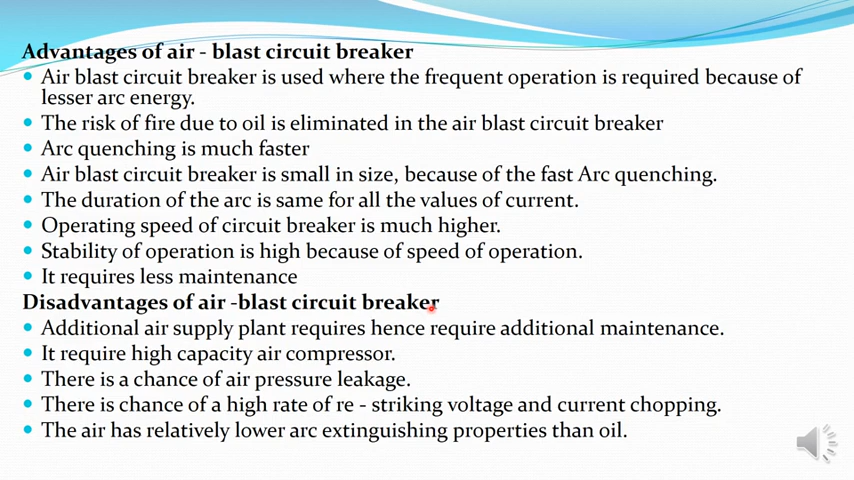 Advantages of air - blast circuit breaker
Air blast circuit breaker is used where the frequent operation is required because of
lesser arc energy.
The risk of fire due to oil is eliminated in the air blast circuit breaker
Arc quenching is much faster
Air blast circuit breaker is small in size, because of the fast Arc quenching.
The duration of the arc is same for all the values of current.
Operating speed of circuit breaker is much higher.
Stability of operation is high because of speed of operation.
It requires less maintenance
Disadvantages of air -blast circuit breaker
Additional air supply plant requires hence require additional maintenance.
It require high capacity air compressor.
There is a chance of air pressure leakage.
There is chance of a high rate of re - striking voltage and current chopping.
The air has relatively lower arc extinguishing properties than oil.